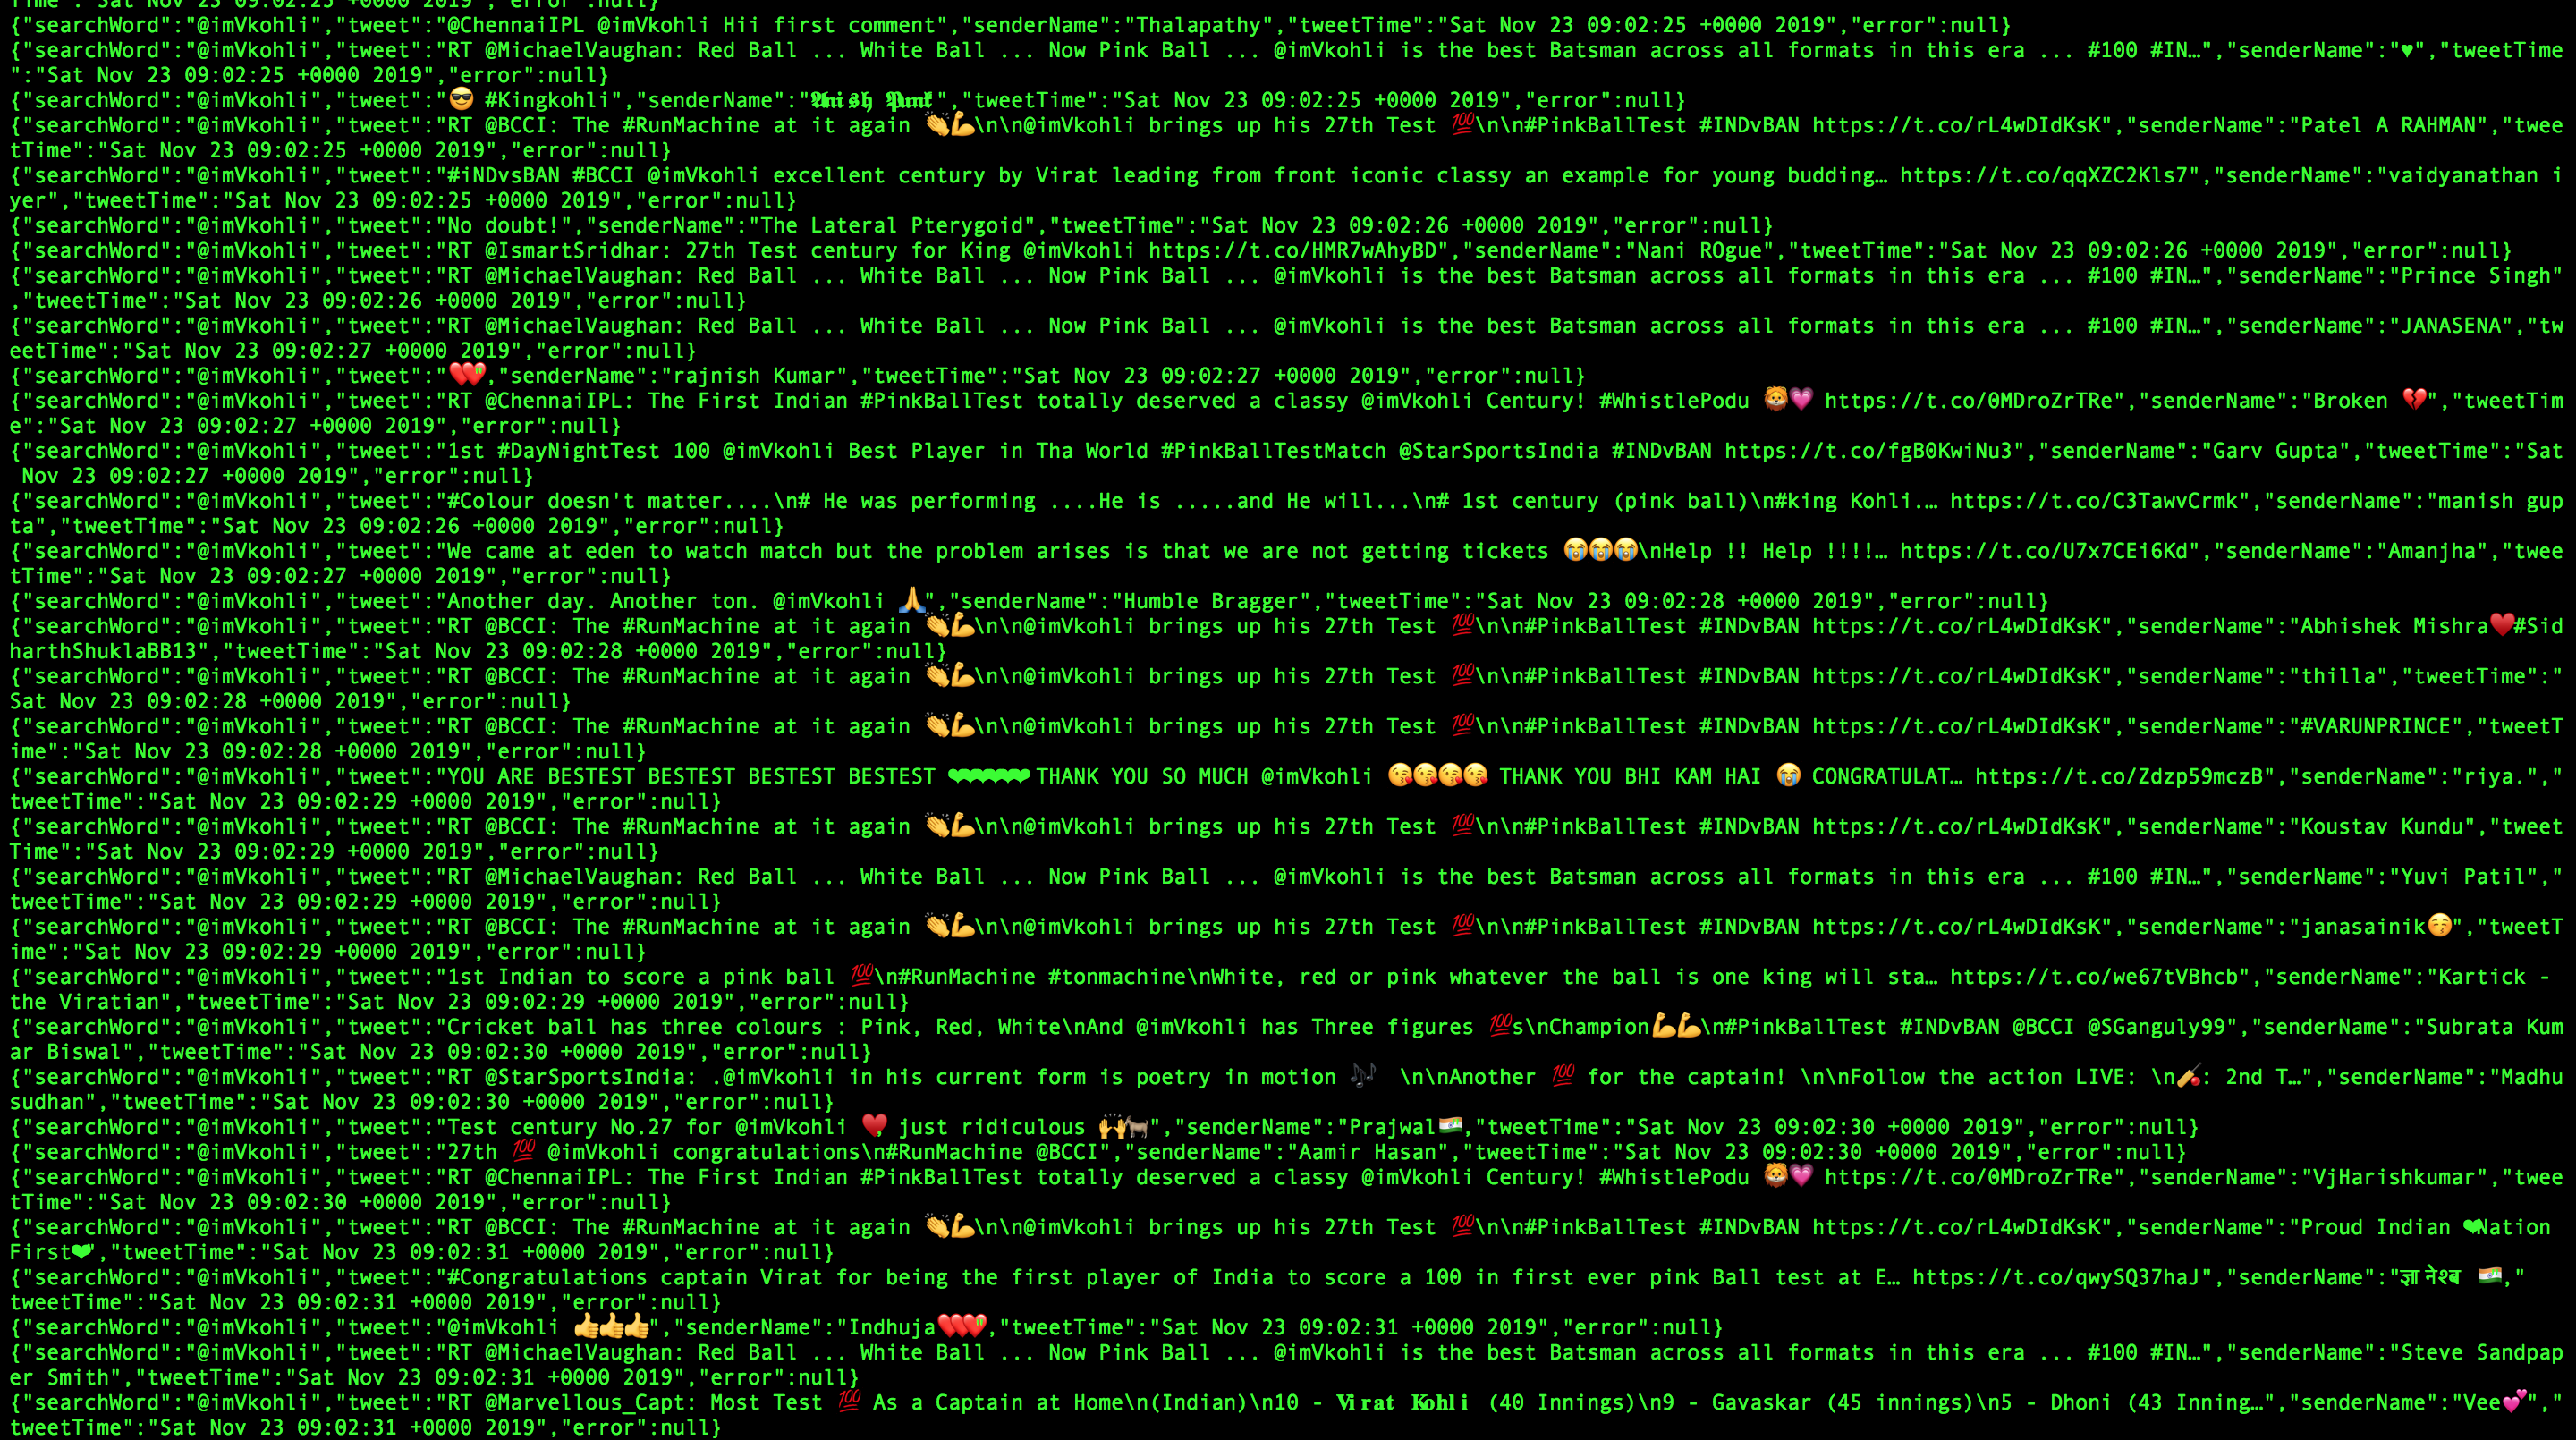 Time":"Sat Nov 23 09:02:25 +0000 2019","error":null}
{"searchWord":"@imVkohli","tweet":"@ChennaiIPL @imVkohli Hii first comment","senderName":"Thalapathy","tweetTime":"Sat Nov 23 09:02:25 +0000 2019","error":null}
{"searchWord":"@imVkohli","tweet":"RT @MichaelVaughan: Red Ball ... White Ball ... Now Pink Ball ... @imVkohli is the best Batsman across all formats in this era ... #100 #IN…","senderName":"♥","tweetTime
":"Sat Nov 23 09:02:25 +0000 2019","error":null}
{"searchWord":"@imVkohli","tweet":"😎 #Kingkohli","senderName":"","tweetTime":"Sat Nov 23 09:02:25 +0000 2019","error":null}
{"searchWord":"@imVkohli","tweet":"RT @BCCI: The #RunMachine at it again 👏💪\n\n@imVkohli brings up his 27th Test 💯\n\n#PinkBallTest #INDvBAN https://t.co/rL4wDIdKsK","senderName":"Patel A RAHMAN","twee
tTime":"Sat Nov 23 09:02:25 +0000 2019","error":null}
{"searchWord":"@imVkohli","tweet":"#iNDvsBAN #BCCI @imVkohli excellent century by Virat leading from front iconic classy an example for young budding… https://t.co/qqXZC2Kls7","senderName":"vaidyanathan i
yer","tweetTime":"Sat Nov 23 09:02:25 +0000 2019","error":null}
{"searchWord":"@imVkohli","tweet":"No doubt!","senderName":"The Lateral Pterygoid","tweetTime":"Sat Nov 23 09:02:26 +0000 2019","error":null}
{"searchWord":"@imVkohli","tweet":"RT @IsmartSridhar: 27th Test century for King @imVkohli https://t.co/HMR7wAhyBD","senderName":"Nani ROgue","tweetTime":"Sat Nov 23 09:02:26 +0000 2019","error":null}
{"searchWord":"@imVkohli","tweet":"RT @MichaelVaughan: Red Ball ... White Ball ... Now Pink Ball ... @imVkohli is the best Batsman across all formats in this era ... #100 #IN…","senderName":"Prince Singh"
,"tweetTime":"Sat Nov 23 09:02:26 +0000 2019","error":null}
{"searchWord":"@imVkohli","tweet":"RT @MichaelVaughan: Red Ball ... White Ball ... Now Pink Ball ... @imVkohli is the best Batsman across all formats in this era ... #100 #IN…","senderName":"JANASENA","tw
eetTime":"Sat Nov 23 09:02:27 +0000 2019","error":null}
{"searchWord":"@imVkohli","tweet":"❤️❤️","senderName":"rajnish Kumar","tweetTime":"Sat Nov 23 09:02:27 +0000 2019","error":null}
{"searchWord":"@imVkohli","tweet":"RT @ChennaiIPL: The First Indian #PinkBallTest totally deserved a classy @imVkohli Century! #WhistlePodu 🦁💗 https://t.co/0MDroZrTRe","senderName":"Broken 💔","tweetTim
e":"Sat Nov 23 09:02:27 +0000 2019","error":null}
{"searchWord":"@imVkohli","tweet":"1st #DayNightTest 100 @imVkohli Best Player in Tha World #PinkBallTestMatch @StarSportsIndia #INDvBAN https://t.co/fgB0KwiNu3","senderName":"Garv Gupta","tweetTime":"Sat
 Nov 23 09:02:27 +0000 2019","error":null}
{"searchWord":"@imVkohli","tweet":"#Colour doesn't matter....\n# He was performing ....He is .....and He will...\n# 1st century (pink ball)\n#king Kohli.… https://t.co/C3TawvCrmk","senderName":"manish gup
ta","tweetTime":"Sat Nov 23 09:02:26 +0000 2019","error":null}
{"searchWord":"@imVkohli","tweet":"We came at eden to watch match but the problem arises is that we are not getting tickets 😭😭😭\nHelp !! Help !!!!… https://t.co/U7x7CEi6Kd","senderName":"Amanjha","twee
tTime":"Sat Nov 23 09:02:27 +0000 2019","error":null}
{"searchWord":"@imVkohli","tweet":"Another day. Another ton. @imVkohli 🙏","senderName":"Humble Bragger","tweetTime":"Sat Nov 23 09:02:28 +0000 2019","error":null}
{"searchWord":"@imVkohli","tweet":"RT @BCCI: The #RunMachine at it again 👏💪\n\n@imVkohli brings up his 27th Test 💯\n\n#PinkBallTest #INDvBAN https://t.co/rL4wDIdKsK","senderName":"Abhishek Mishra♥️#Sid
harthShuklaBB13","tweetTime":"Sat Nov 23 09:02:28 +0000 2019","error":null}
{"searchWord":"@imVkohli","tweet":"RT @BCCI: The #RunMachine at it again 👏💪\n\n@imVkohli brings up his 27th Test 💯\n\n#PinkBallTest #INDvBAN https://t.co/rL4wDIdKsK","senderName":"thilla","tweetTime":"
Sat Nov 23 09:02:28 +0000 2019","error":null}
{"searchWord":"@imVkohli","tweet":"RT @BCCI: The #RunMachine at it again 👏💪\n\n@imVkohli brings up his 27th Test 💯\n\n#PinkBallTest #INDvBAN https://t.co/rL4wDIdKsK","senderName":"#VARUNPRINCE","tweetT
ime":"Sat Nov 23 09:02:28 +0000 2019","error":null}
{"searchWord":"@imVkohli","tweet":"YOU ARE BESTEST BESTEST BESTEST BESTEST ❤❤❤❤❤❤ THANK YOU SO MUCH @imVkohli 😘😘😘😘 THANK YOU BHI KAM HAI 😭 CONGRATULAT… https://t.co/Zdzp59mczB","senderName":"riya.","
tweetTime":"Sat Nov 23 09:02:29 +0000 2019","error":null}
{"searchWord":"@imVkohli","tweet":"RT @BCCI: The #RunMachine at it again 👏💪\n\n@imVkohli brings up his 27th Test 💯\n\n#PinkBallTest #INDvBAN https://t.co/rL4wDIdKsK","senderName":"Koustav Kundu","tweet
Time":"Sat Nov 23 09:02:29 +0000 2019","error":null}
{"searchWord":"@imVkohli","tweet":"RT @MichaelVaughan: Red Ball ... White Ball ... Now Pink Ball ... @imVkohli is the best Batsman across all formats in this era ... #100 #IN…","senderName":"Yuvi Patil","
tweetTime":"Sat Nov 23 09:02:29 +0000 2019","error":null}
{"searchWord":"@imVkohli","tweet":"RT @BCCI: The #RunMachine at it again 👏💪\n\n@imVkohli brings up his 27th Test 💯\n\n#PinkBallTest #INDvBAN https://t.co/rL4wDIdKsK","senderName":"janasainik😚","tweetT
ime":"Sat Nov 23 09:02:29 +0000 2019","error":null}
{"searchWord":"@imVkohli","tweet":"1st Indian to score a pink ball 💯\n#RunMachine #tonmachine\nWhite, red or pink whatever the ball is one king will sta… https://t.co/we67tVBhcb","senderName":"Kartick -
the Viratian","tweetTime":"Sat Nov 23 09:02:29 +0000 2019","error":null}
{"searchWord":"@imVkohli","tweet":"Cricket ball has three colours : Pink, Red, White\nAnd @imVkohli has Three figures 💯s\nChampion💪💪\n#PinkBallTest #INDvBAN @BCCI @SGanguly99","senderName":"Subrata Kum
ar Biswal","tweetTime":"Sat Nov 23 09:02:30 +0000 2019","error":null}
{"searchWord":"@imVkohli","tweet":"RT @StarSportsIndia: .@imVkohli in his current form is poetry in motion 🎶  \n\nAnother 💯 for the captain! \n\nFollow the action LIVE: \n🏏: 2nd T…","senderName":"Madhu
sudhan","tweetTime":"Sat Nov 23 09:02:30 +0000 2019","error":null}
{"searchWord":"@imVkohli","tweet":"Test century No.27 for @imVkohli ♥️, just ridiculous 🙌🐐","senderName":"Prajwal🇮🇳","tweetTime":"Sat Nov 23 09:02:30 +0000 2019","error":null}
{"searchWord":"@imVkohli","tweet":"27th 💯 @imVkohli congratulations\n#RunMachine @BCCI","senderName":"Aamir Hasan","tweetTime":"Sat Nov 23 09:02:30 +0000 2019","error":null}
{"searchWord":"@imVkohli","tweet":"RT @ChennaiIPL: The First Indian #PinkBallTest totally deserved a classy @imVkohli Century! #WhistlePodu 🦁💗 https://t.co/0MDroZrTRe","senderName":"VjHarishkumar","twee
tTime":"Sat Nov 23 09:02:30 +0000 2019","error":null}
{"searchWord":"@imVkohli","tweet":"RT @BCCI: The #RunMachine at it again 👏💪\n\n@imVkohli brings up his 27th Test 💯\n\n#PinkBallTest #INDvBAN https://t.co/rL4wDIdKsK","senderName":"Proud Indian ❤Nation
First❤","tweetTime":"Sat Nov 23 09:02:31 +0000 2019","error":null}
{"searchWord":"@imVkohli","tweet":"#Congratulations captain Virat for being the first player of India to score a 100 in first ever pink Ball test at E… https://t.co/qwySQ37haJ","senderName":"ज्ञानेश्ब 🇮🇳","
tweetTime":"Sat Nov 23 09:02:31 +0000 2019","error":null}
{"searchWord":"@imVkohli","tweet":"@imVkohli 👍👍👍","senderName":"Indhuja❤️❤️❤️","tweetTime":"Sat Nov 23 09:02:31 +0000 2019","error":null}
{"searchWord":"@imVkohli","tweet":"RT @MichaelVaughan: Red Ball ... White Ball ... Now Pink Ball ... @imVkohli is the best Batsman across all formats in this era ... #100 #IN…","senderName":"Steve Sandpap
er Smith","tweetTime":"Sat Nov 23 09:02:31 +0000 2019","error":null}
{"searchWord":"@imVkohli","tweet":"RT @Marvellous_Capt: Most Test 💯 As a Captain at Home\n(Indian)\n10 - 𝐕𝐢𝐫𝐚𝐭 𝐊𝐨𝐡𝐥𝐢 (40 Innings)\n9 - Gavaskar (45 innings)\n5 - Dhoni (43 Inning…","senderName":"Vee💕","
tweetTime":"Sat Nov 23 09:02:31 +0000 2019","error":null}